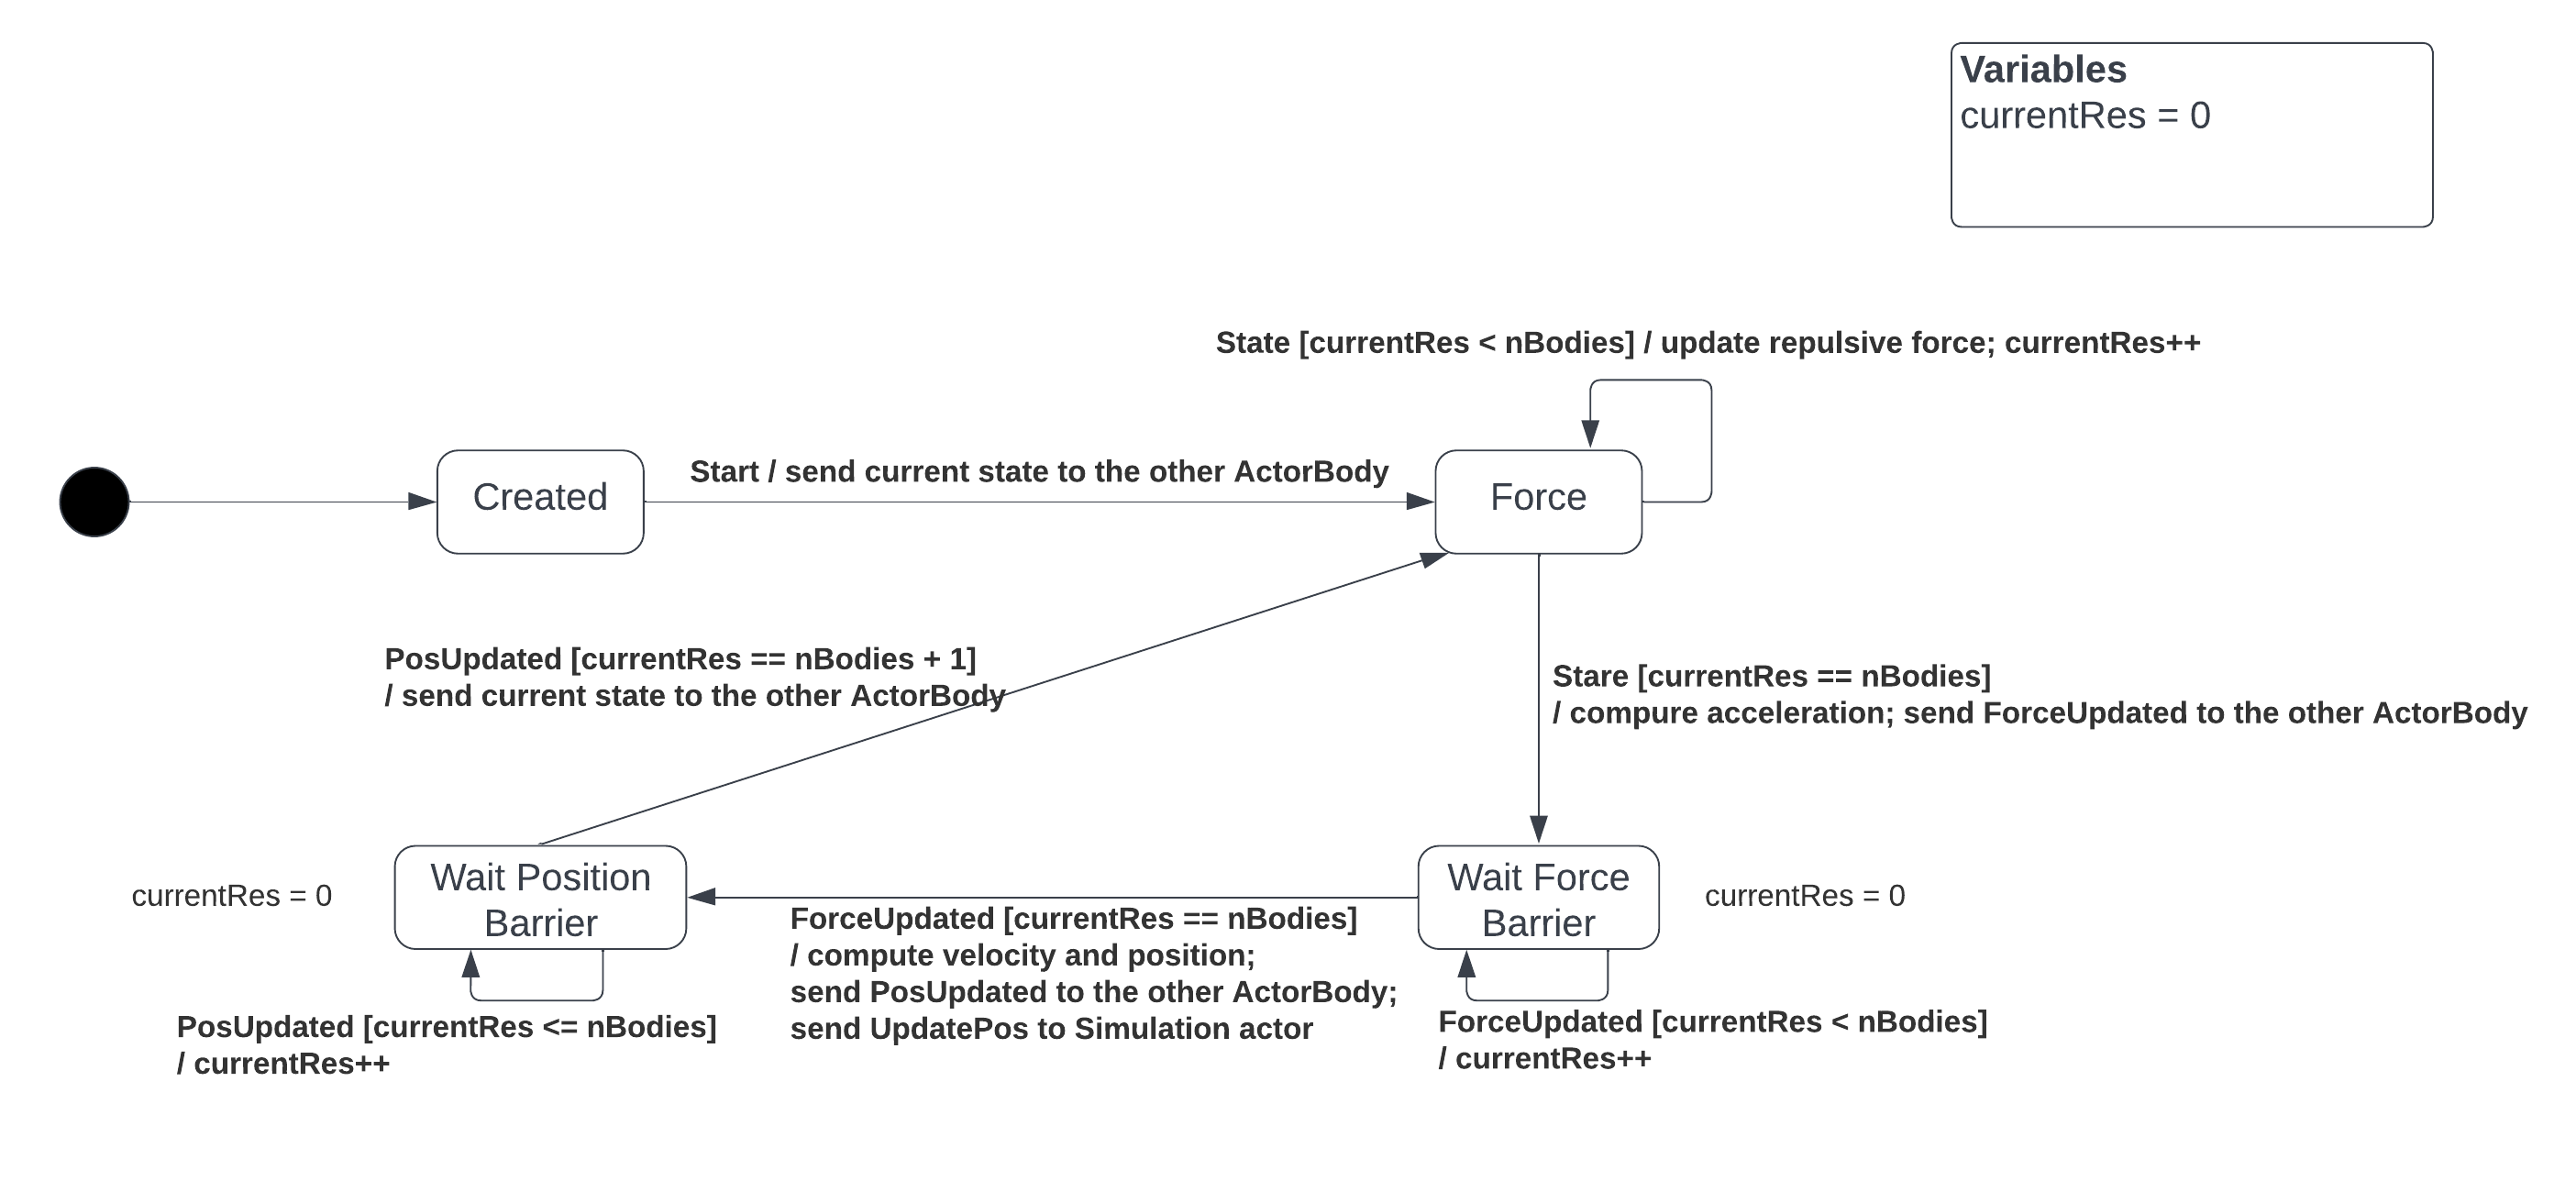 Variables
currentRes = 0
State [currentRes < nBodies] / update repulsive force; currentRes++
Created
Start / send current state to the other ActorBody
Force
PosUpdated [currentRes == nBodies + 1]
/ send current state to the other ActorBody
Stare [currentRes == nBodies]
/ compure acceleration; send ForceUpdated to the other ActorBody
currentRes = 0
Wait Position
Barrier
Wait Force
Barrier
currentRes = 0
ForceUpdated [currentRes == nBodies]
/ compute velocity and position;
send PosUpdated to the other ActorBody;
send UpdatePos to Simulation actor
PosUpdated [currentRes <= nBodies]
/ currentRes++
ForceUpdated [currentRes < nBodies]
/ currentRes++